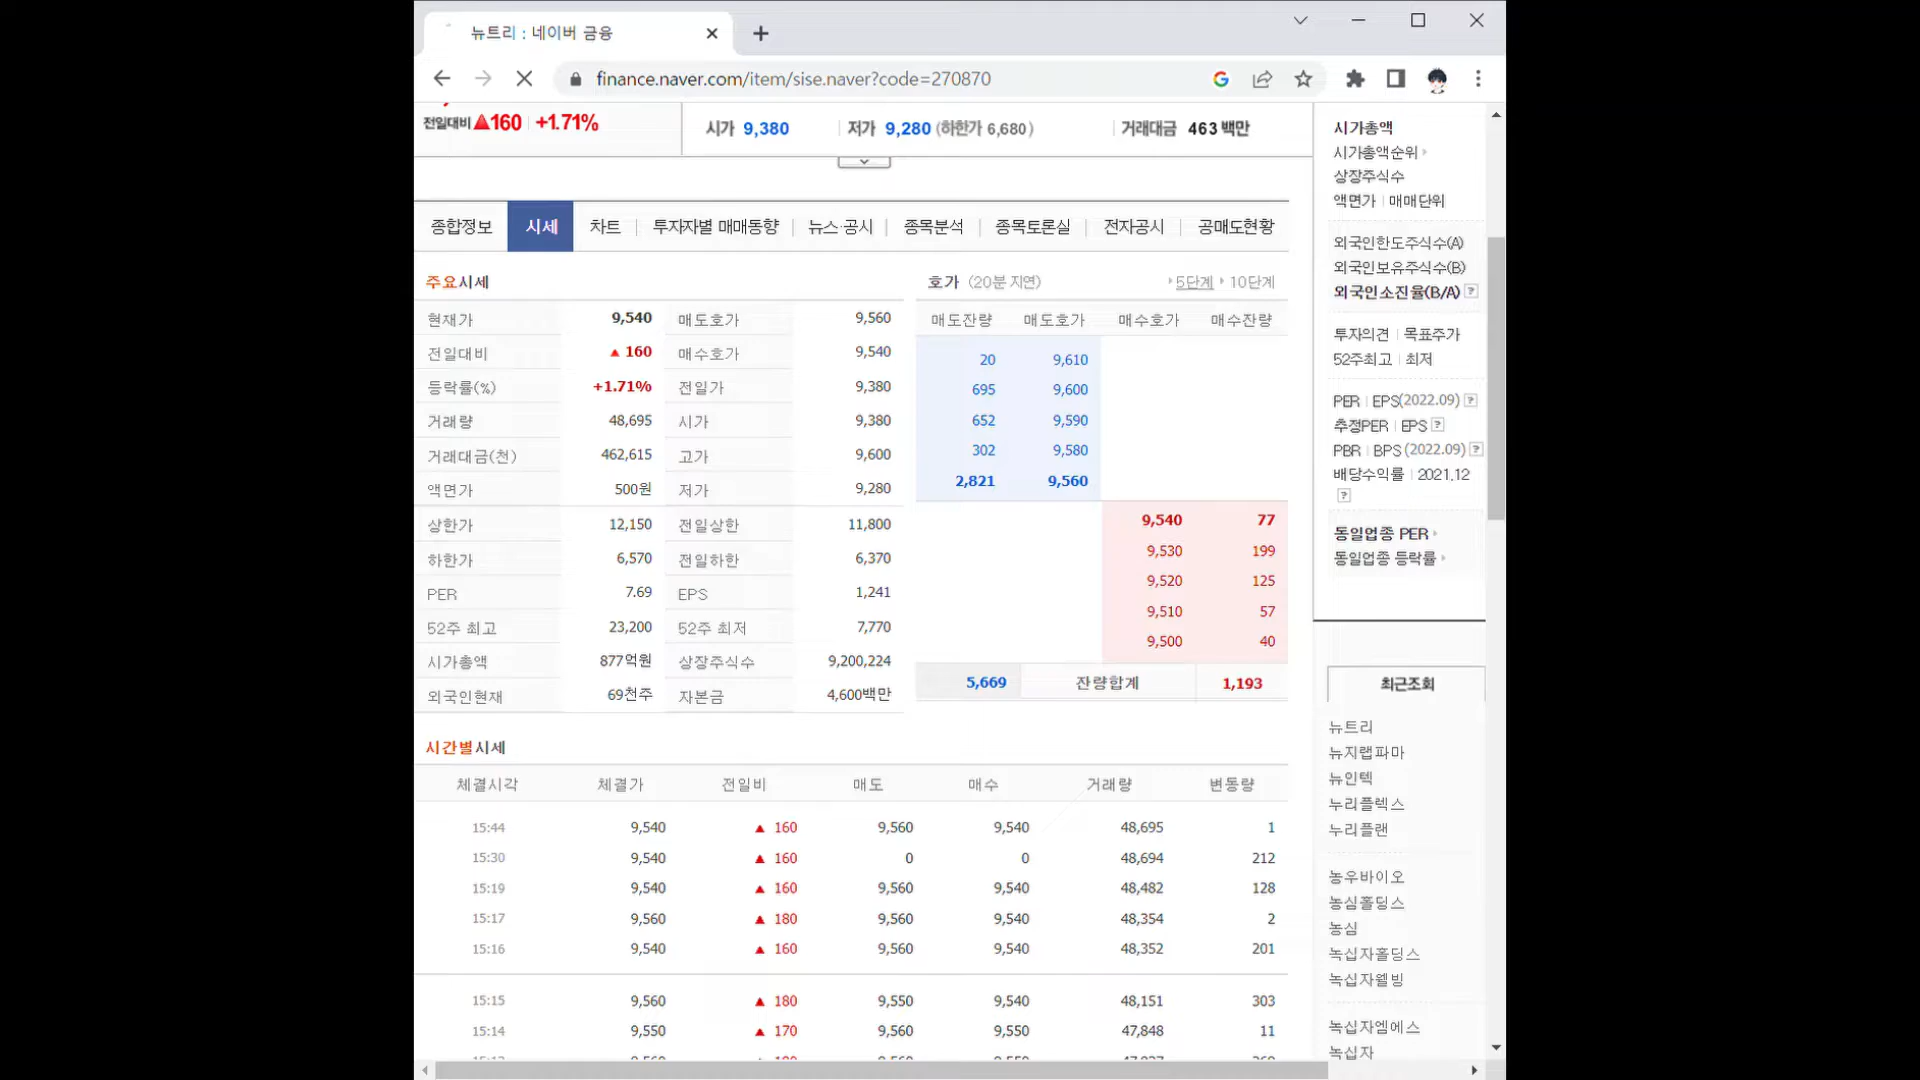 뉴트리 : 네이버 금융
finance.naver.com/item/sise.naver?code=270870
전일대비 ▲160 +1.71%
시가 9,380 저가 9,280 (하한가 6,680) 거래대금 463 백만
종합정보 시세 차트 투자자별 매매동향 뉴스·공시 종목분석 종목토론실 전자공시 공매도현황
주요시세
현재가 9,540 매도호가 9,560
전일대비 ▲ 160 매수호가 9,540
등락률(%) +1.71% 전일가 9,380
거래량 48,695 시가 9,380
거래대금(천) 462,615 고가 9,600
액면가 500원 저가 9,280
상한가 12,150 전일상한 11,800
하한가 6,570 전일하한 6,370
PER 7.69 EPS 1,241
52주 최고 23,200 52주 최저 7,770
시가총액 877억원 상장주식수 9,200,224
외국인현재 69천주 자본금 4,600백만
호가 (20분 지연) 5단계 10단계
매도잔량 매도호가 매수호가 매수잔량
20 9,610
695 9,600
652 9,590
302 9,580
2,821 9,560
9,540 77
9,530 199
9,520 125
9,510 57
9,500 40
5,669 잔량합계 1,193
시간별시세
체결시각 체결가 전일비 매도 매수 거래량 변동량
15:44 9,540 ▲ 160 9,560 9,540 48,695 1
15:30 9,540 ▲ 160 0 0 48,694 212
15:19 9,540 ▲ 160 9,560 9,540 48,482 128
15:17 9,560 ▲ 180 9,560 9,540 48,354 2
15:16 9,540 ▲ 160 9,560 9,540 48,352 201
15:15 9,560 ▲ 180 9,550 9,540 48,151 303
15:14 9,550 ▲ 170 9,560 9,550 47,848 11
시가총액
시가총액순위
상장주식수
액면가 | 매매단위
외국인한도주식수(A)
외국인보유주식수(B)
외국인소진율(B/A) ?
투자의견 | 목표주가
52주최고 | 최저
PER | EPS(2022.09) ?
추정PER | EPS ?
PBR | BPS (2022.09) ?
배당수익률 | 2021.12
?
동일업종 PER
동일업종 등락률
최근조회
뉴트리
뉴지랩파마
뉴인텍
누리플렉스
누리플랜
농우바이오
농심홀딩스
농심
녹십자홀딩스
녹십자웰빙
녹십자엠에스
녹십자